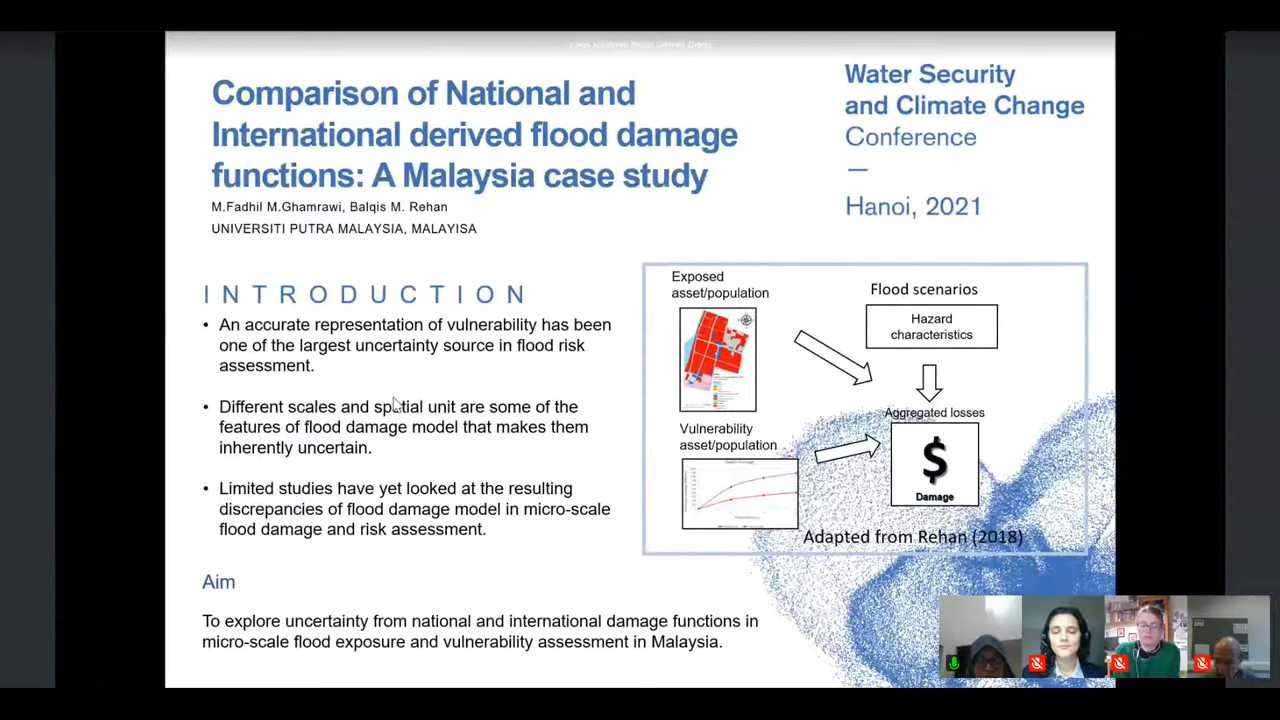 Comparison of National and
International derived flood damage
functions: A Malaysia case study
M.Fadhil M.Ghamrawi, Balqis M. Rehan
UNIVERSITI PUTRA MALAYSIA, MALAYISA
Water Security
and Climate Change
Conference
—
Hanoi, 2021
INTRODUCTION
• An accurate representation of vulnerability has been
one of the largest uncertainty source in flood risk
assessment.
• Different scales and spatial unit are some of the
features of flood damage model that makes them
inherently uncertain.
• Limited studies have yet looked at the resulting
discrepancies of flood damage model in micro-scale
flood damage and risk assessment.
Exposed
asset/population
Flood scenarios
Hazard
characteristics
Vulnerability
asset/population
Aggregated losses
$
Damage
Adapted from Rehan (2018)
Aim
To explore uncertainty from national and international damage functions in
micro-scale flood exposure and vulnerability assessment in Malaysia.